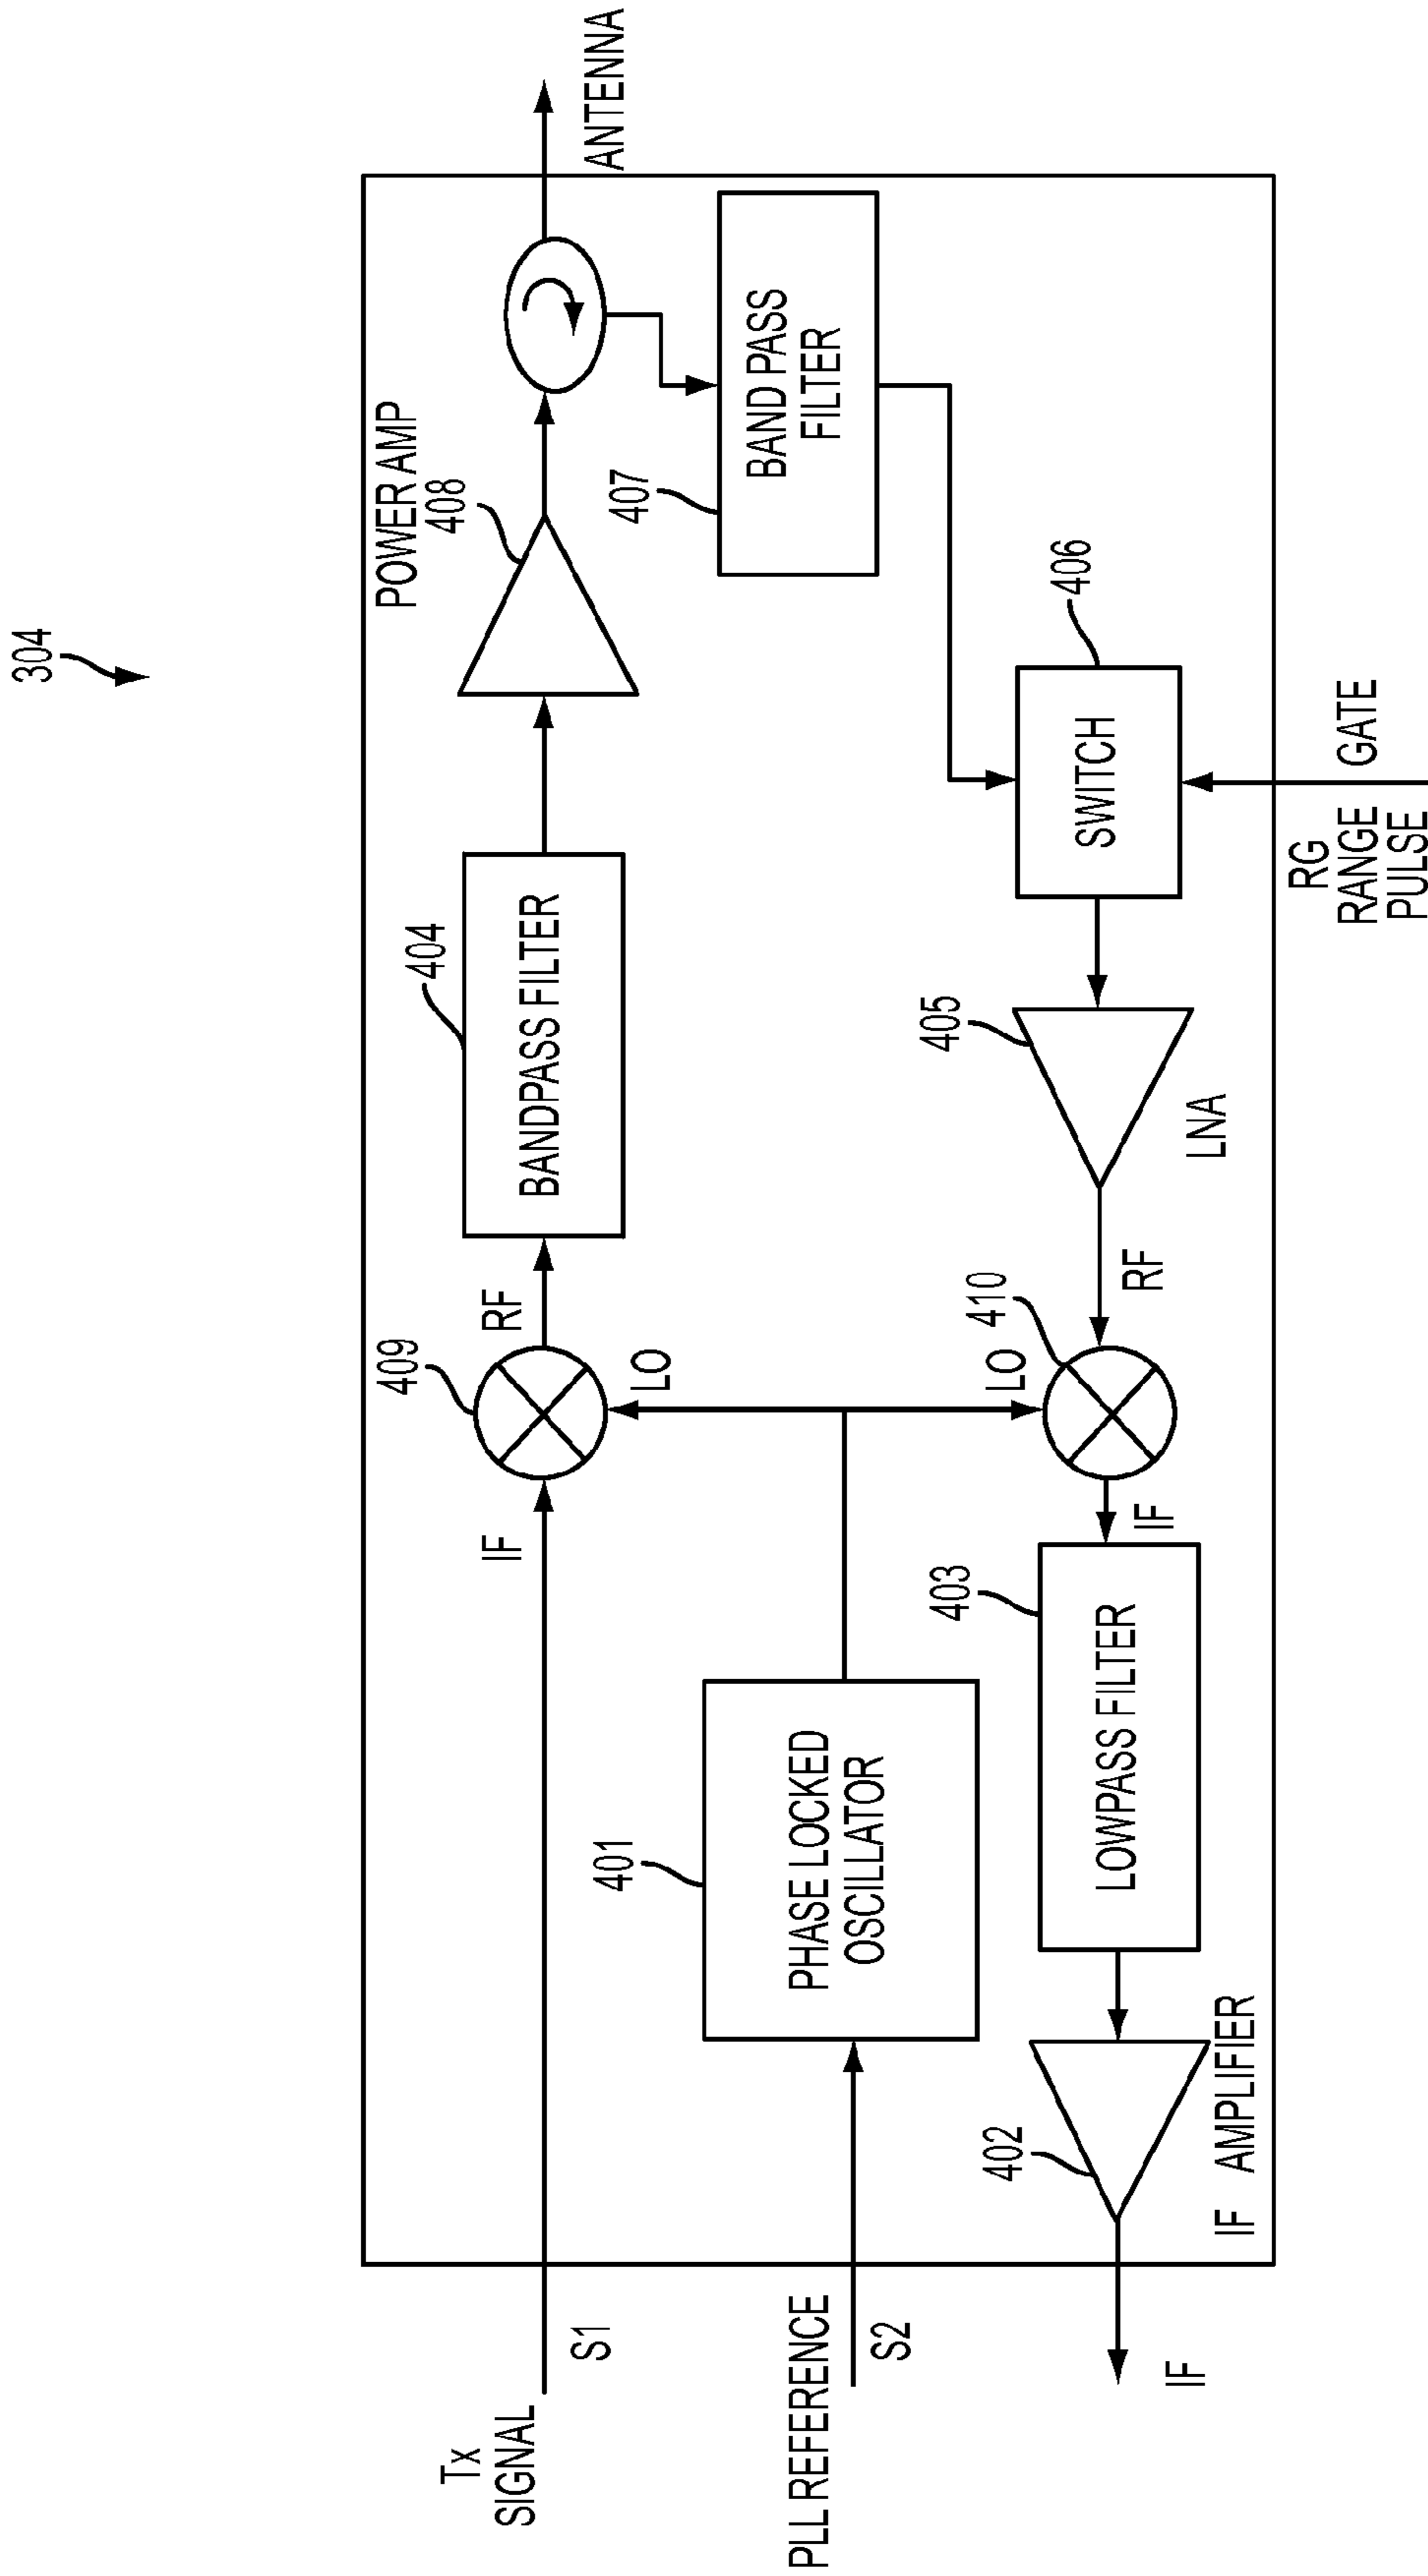 304
POWER AMP
408
ANTENNA
404
BANDPASS FILTER
409
RF
IF
Tx
SIGNAL
S1
LO
407
BAND PASS
FILTER
401
PHASE LOCKED
OSCILLATOR
PLL REFERENCE
S2
LO
410
RF
405
LNA
406
SWITCH
RG
RANGE GATE
PULSE
IF
403
LOWPASS FILTER
402
IF AMPLIFIER
IF